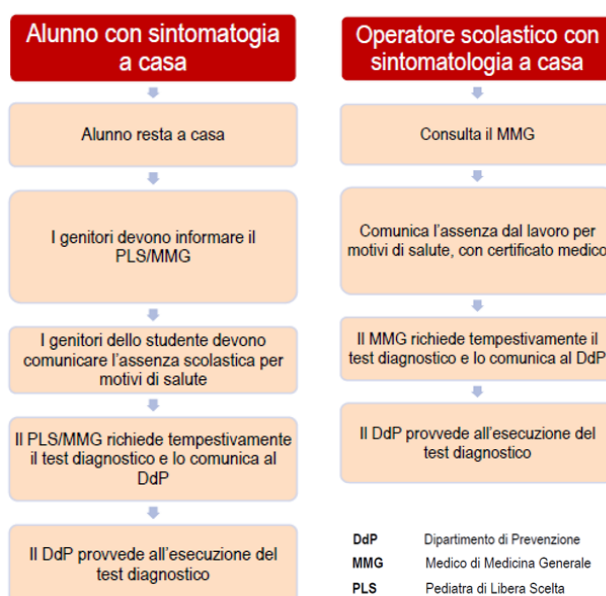 Alunno con sintomatogia
a casa
Alunno resta a casa
I genitori devono informare il
PLS/MMG
I genitori dello studente devono
comunicare l'assenza scolastica per
motivi di salute
Il PLS/MMG richiede tempestivamente
il test diagnostico e lo comunica al
DdP
Il DdP provvede all'esecuzione del
test diagnostico
Operatore scolastico con
sintomatologia a casa
Consulta il MMG
Comunica l'assenza dal lavoro per
motivi di salute, con certificato medico
Il MMG richiede tempestivamente il
test diagnostico e lo comunica al DdP
Il DdP provvede all'esecuzione del
test diagnostico
DdP Dipartimento di Prevenzione
MMG Medico di Medicina Generale
PLS Pediatra di Libera Scelta